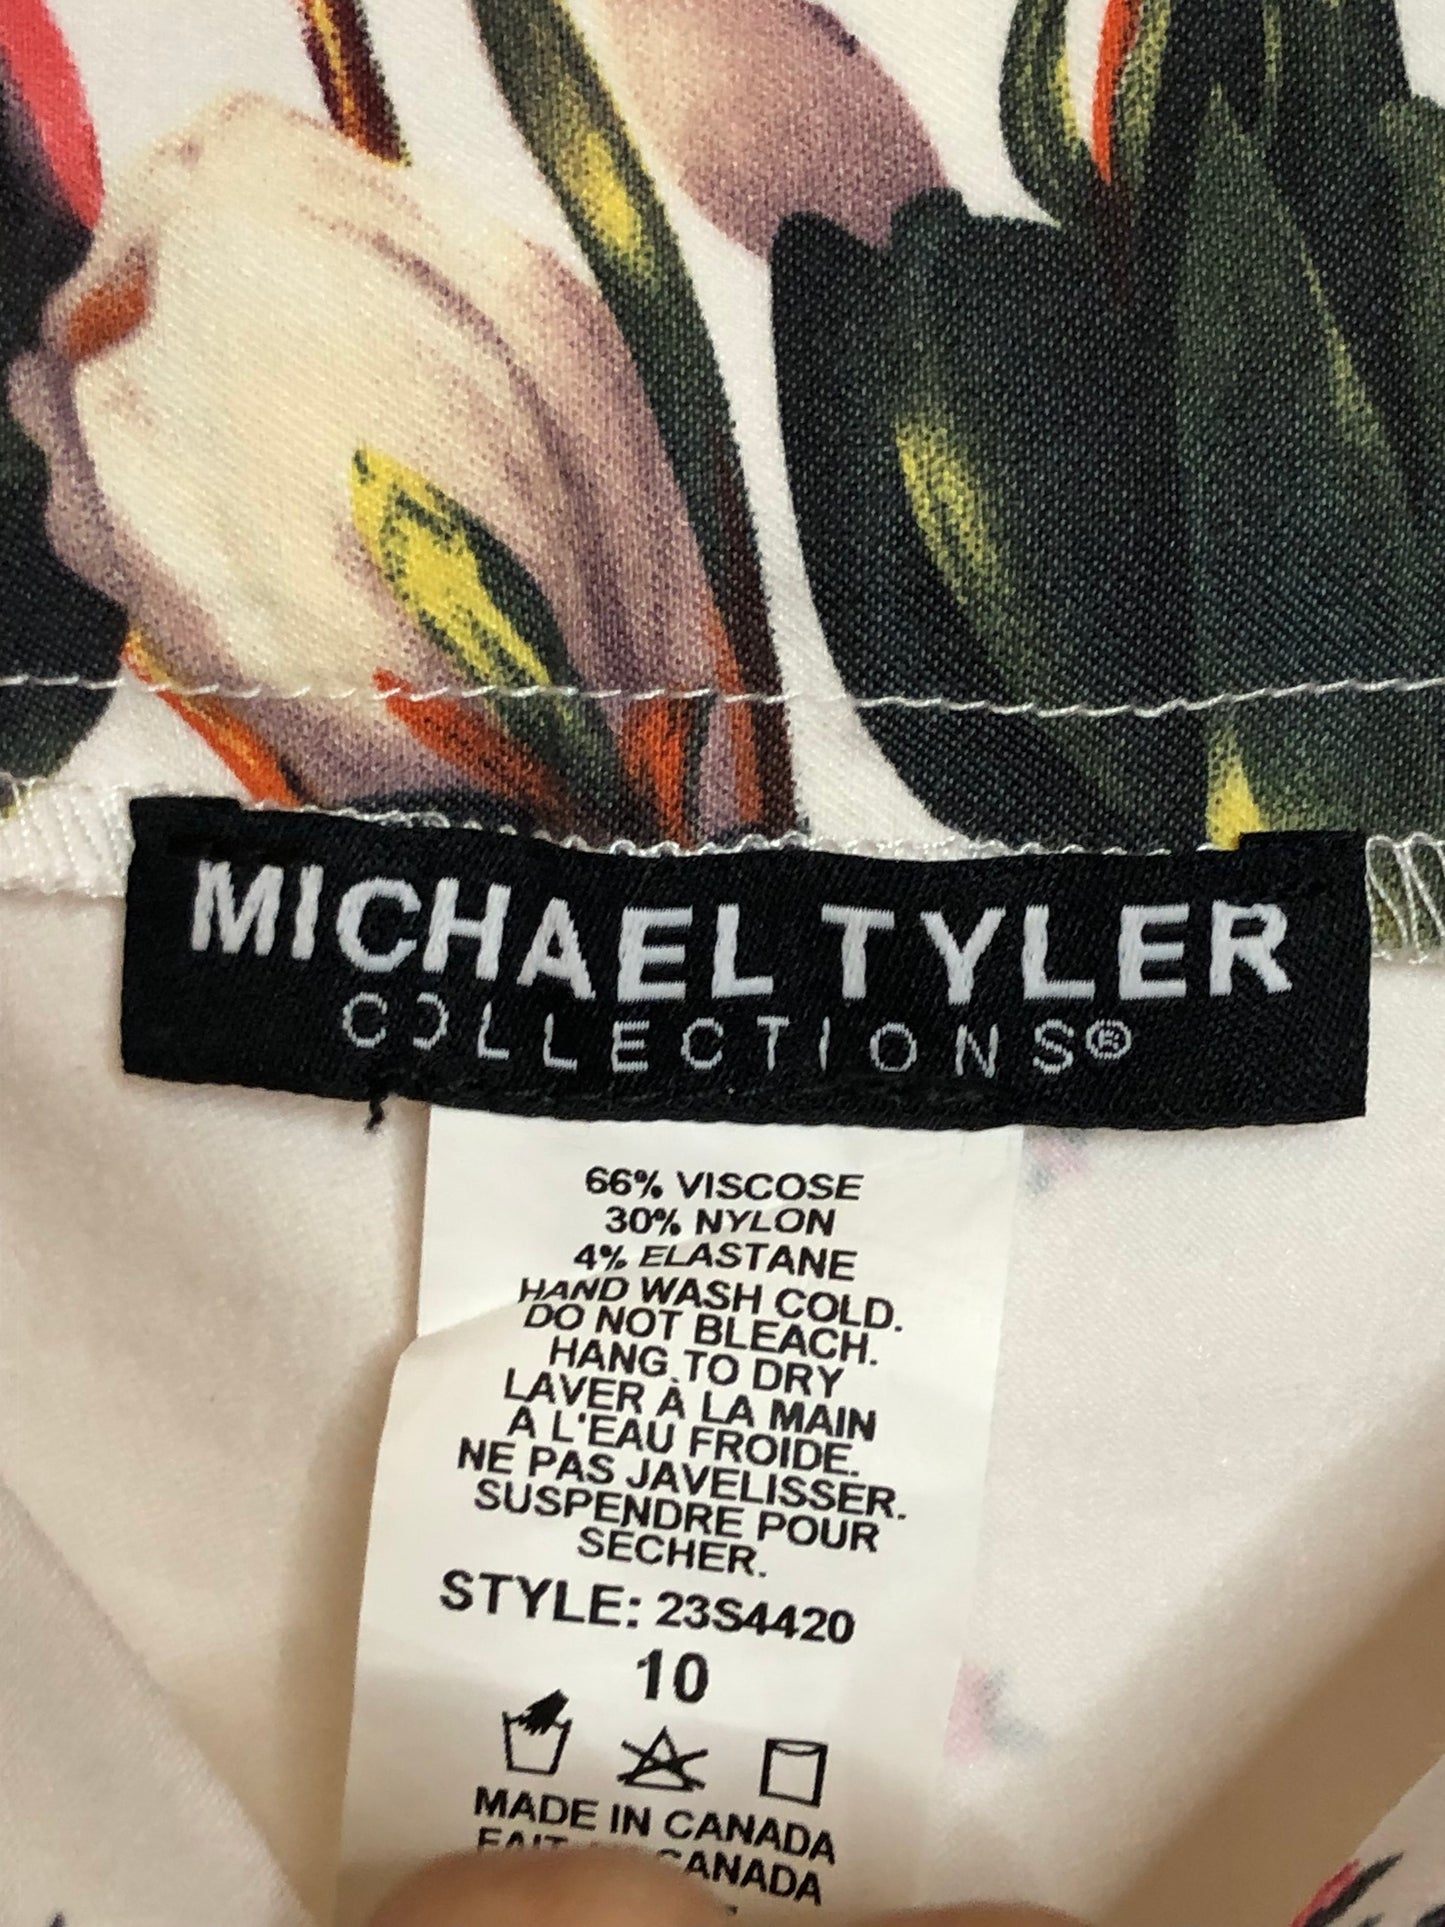 MICHAEL TYLER
COLLECTIONS®
66% VISCOSE
30% NYLON
4% ELASTANE
HAND WASH COLD.
DO NOT BLEACH.
HANG TO DRY
LAVER À LA MAIN
A L'EAU FROIDE.
NE PAS JAVELISSER.
SUSPENDRE POUR
SECHER.
STYLE: 23S4420
10
MADE IN CANADA
FAIT CANADA